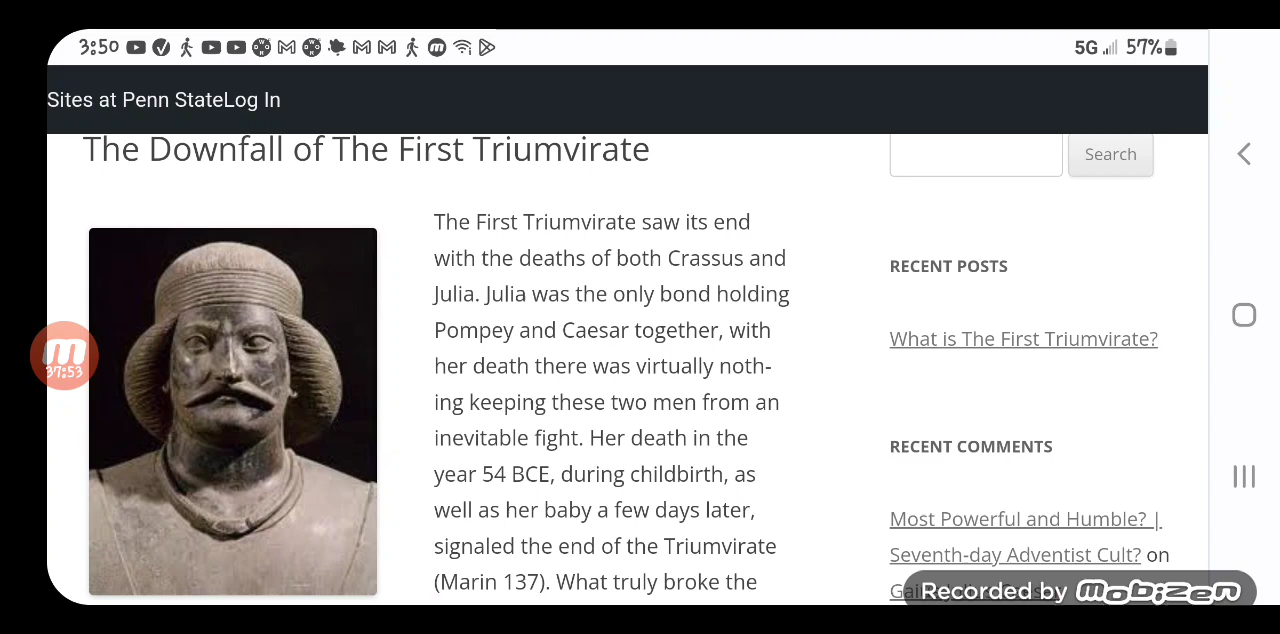 3:50
5G 57%
Sites at Penn StateLog In
The Downfall of The First Triumvirate
Search
The First Triumvirate saw its end
with the deaths of both Crassus and
Julia. Julia was the only bond holding
Pompey and Caesar together, with
her death there was virtually noth-
ing keeping these two men from an
inevitable fight. Her death in the
year 54 BCE, during childbirth, as
well as her baby a few days later,
signaled the end of the Triumvirate
(Marin 137). What truly broke the
RECENT POSTS
What is The First Triumvirate?
RECENT COMMENTS
Most Powerful and Humble? |
Seventh-day Adventist Cult? on
37:53
Recorded by mobizen